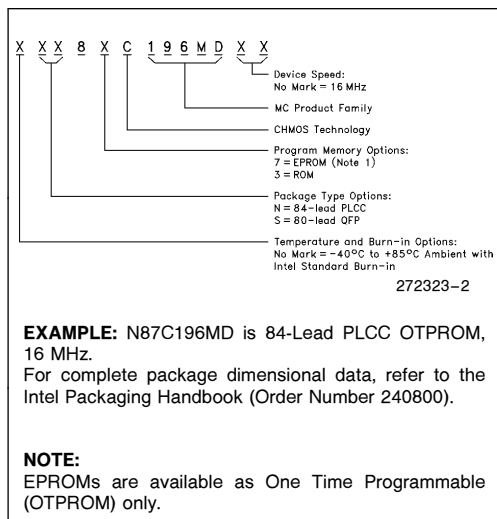 X XX 8 X C 196MD X X
Device Speed:
No Mark = 16 MHz
MC Product Family
CHMOS Technology
Program Memory Options:
7 = EPROM (Note 1)
3 = ROM
Package Type Options:
N = 84-lead PLCC
S = 80-lead QFP
Temperature and Burn-in Options:
No Mark = -40°C to +85°C Ambient with
Intel Standard Burn-in
272323-2
EXAMPLE: N87C196MD is 84-Lead PLCC OTPROM,
16 MHz.
For complete package dimensional data, refer to the
Intel Packaging Handbook (Order Number 240800).
NOTE:
EPROMs are available as One Time Programmable
(OTPROM) only.